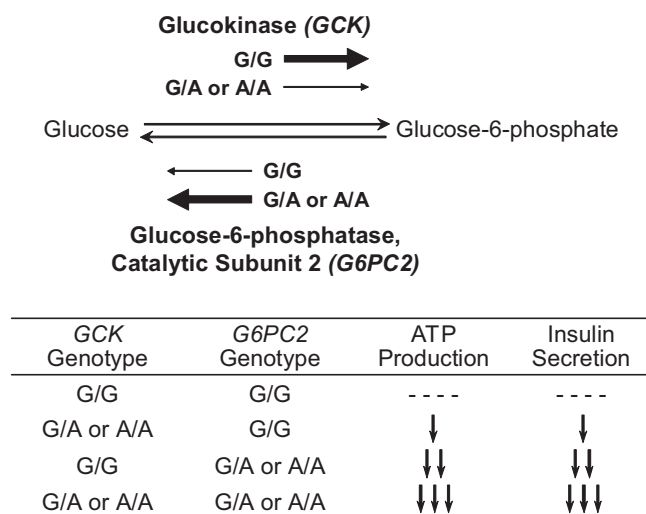 Glucokinase (GCK)
G/G
G/A or A/A
Glucose Glucose-6-phosphate
G/G
G/A or A/A
Glucose-6-phosphatase,
Catalytic Subunit 2 (G6PC2)
GCK G6PC2 ATP Insulin
Genotype Genotype Production Secretion
G/G G/G - - - - - - - -
G/A or A/A G/G ↓ ↓
G/G G/A or A/A ↓↓ ↓↓
G/A or A/A G/A or A/A ↓↓↓ ↓↓↓